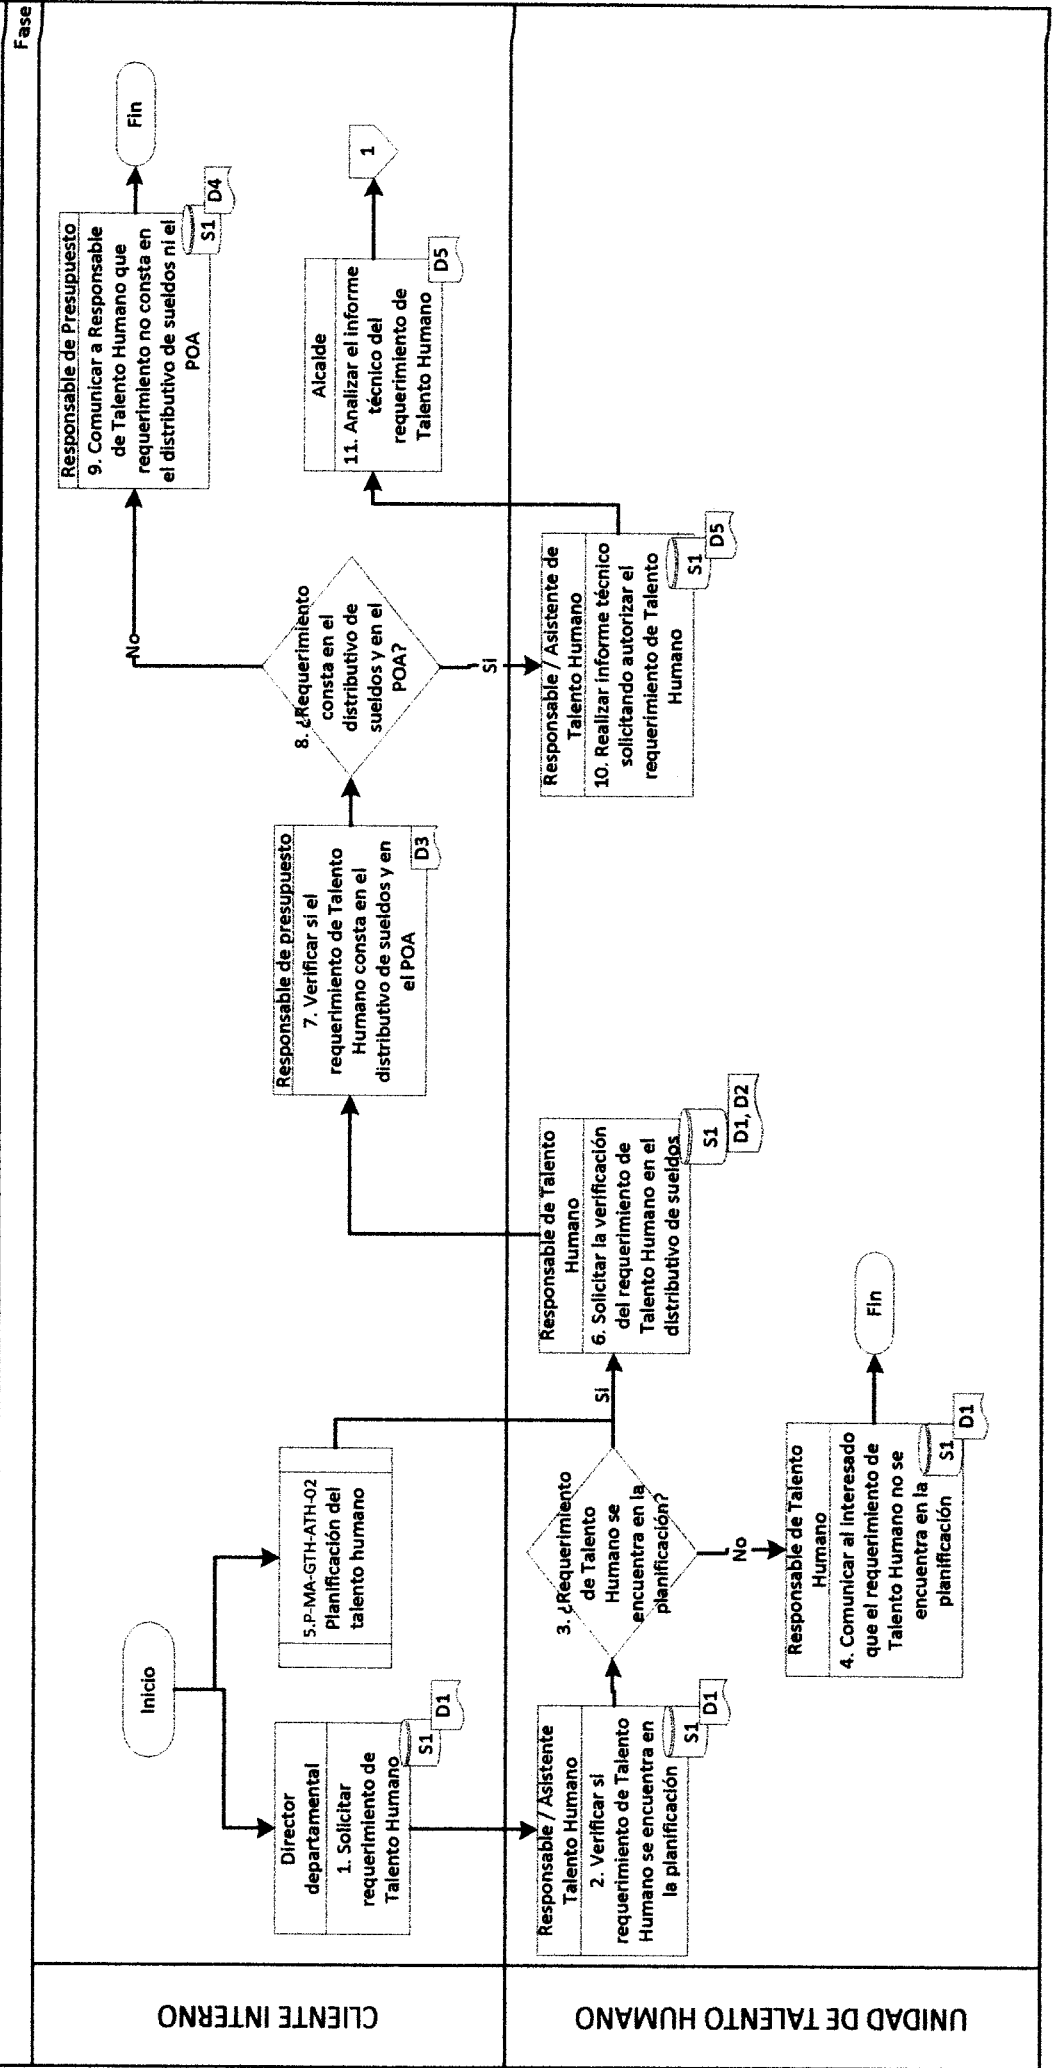 Fase
CLIENTE INTERNO
Inicio
Director
departamental
1. Solicitar
requerimiento de
Talento Humano
S1
D1
5.P-MA-GTH-ATH-02
Planificación del
talento humano
Responsable de presupuesto
7. Verificar si el
requerimiento de Talento
Humano consta en el
distributivo de sueldos y en
el POA
D3
8. ¿Requerimiento
consta en el
distributivo de
sueldos y en el
POA?
No
Si
Responsable de Presupuesto
9. Comunicar a Responsable
de Talento Humano que
requerimiento no consta en
el distributivo de sueldos ni el
POA
S1
D4
Fin
Alcalde
11. Analizar el informe
técnico del
requerimiento de
Talento Humano
D5
1
UNIDAD DE TALENTO HUMANO
Responsable / Asistente
Talento Humano
2. Verificar si
requerimiento de Talento
Humano se encuentra en
la planificación
S1
D1
3. ¿Requerimiento
de Talento
Humano se
encuentra en la
planificación?
Si
No
Responsable de Talento
Humano
4. Comunicar al interesado
que el requerimiento de
Talento Humano no se
encuentra en la
planificación
S1
D1
Fin
Responsable de Talento
Humano
6. Solicitar la verificación
del requerimiento de
Talento Humano en el
distributivo de sueldos
S1
D1, D2
Responsable / Asistente de
Talento Humano
10. Realizar informe técnico
solicitando autorizar el
requerimiento de Talento
Humano
S1
D5